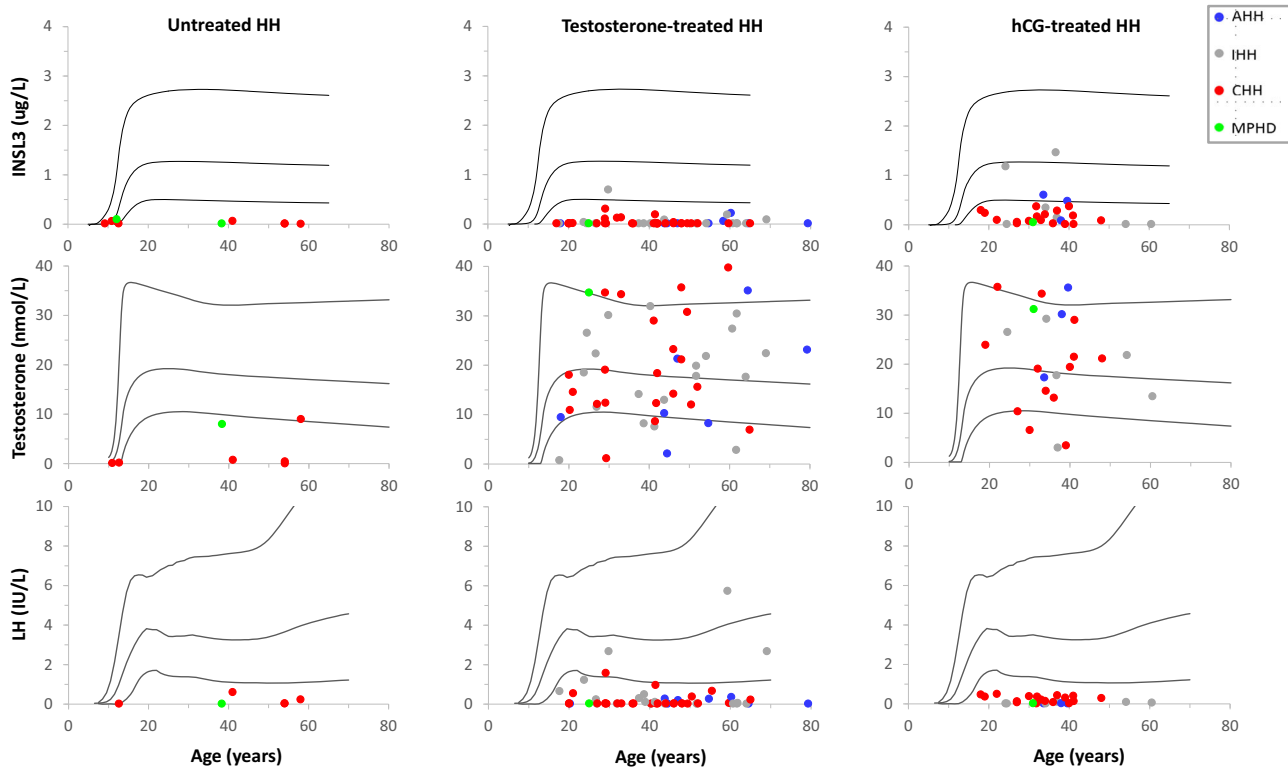 Untreated HH
Testosterone-treated HH
hCG-treated HH
AHH
IHH
CHH
MPHD
INSL3 (ug/L)
4
3
2
1
0
0 20 40 60 80
4
3
2
1
0
0 20 40 60 80
4
3
2
1
0
0 20 40 60 80
Testosterone (nmol/L)
40
30
20
10
0
0 20 40 60 80
40
30
20
10
0
0 20 40 60 80
40
30
20
10
0
0 20 40 60 80
LH (IU/L)
10
8
6
4
2
0
0 20 40 60 80
Age (years)
10
8
6
4
2
0
0 20 40 60 80
Age (years)
10
8
6
4
2
0
0 20 40 60 80
Age (years)